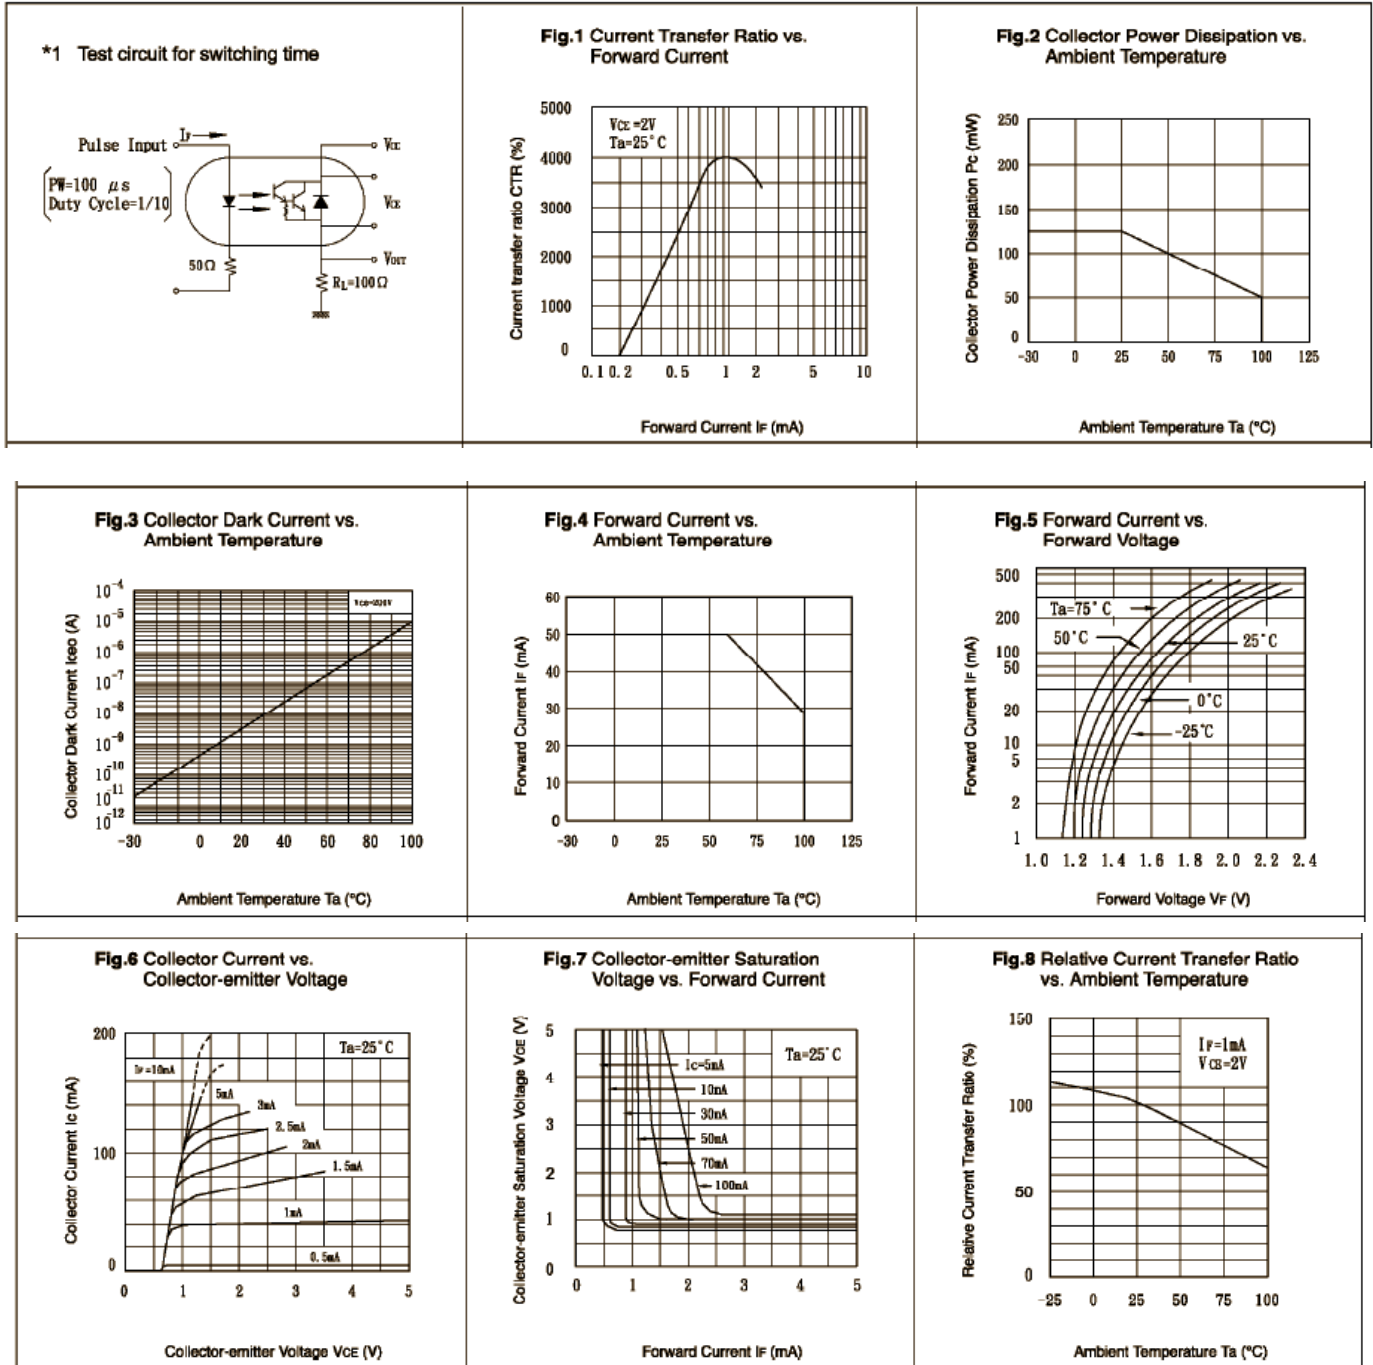 *1 Test circuit for switching time
Pulse Input
IF
VCC
PW=100 μs
Duty Cycle=1/10
VCE
50Ω
VOUT
RL=100Ω
Fig.1 Current Transfer Ratio vs.
Forward Current
VCE =2V
Ta=25°C
Current transfer ratio CTR (%)
5000
4000
3000
2000
1000
0
0.1 0.2 0.5 1 2 5 10
Forward Current IF (mA)
Fig.2 Collector Power Dissipation vs.
Ambient Temperature
Collector Power Dissipation Pc (mW)
250
200
150
100
50
0
-30 0 25 50 75 100 125
Ambient Temperature Ta (°C)
Fig.3 Collector Dark Current vs.
Ambient Temperature
Collector Dark Current ICEO (A)
10-4
10-5
10-6
10-7
10-8
10-9
10-10
10-11
10-12
-30 0 20 40 60 80 100
Ambient Temperature Ta (°C)
Fig.4 Forward Current vs.
Ambient Temperature
Forward Current IF (mA)
60
50
40
30
20
10
0
-30 0 25 50 75 100 125
Ambient Temperature Ta (°C)
Fig.5 Forward Current vs.
Forward Voltage
Forward Current IF (mA)
500
200
100
50
20
10
5
2
1
Ta=75°C
50°C
25°C
0°C
-25°C
1.0 1.2 1.4 1.6 1.8 2.0 2.2 2.4
Forward Voltage VF (V)
Fig.6 Collector Current vs.
Collector-emitter Voltage
Collector Current Ic (mA)
200
100
0
Ta=25°C
IF=10mA
5mA
3mA
2.5mA
2mA
1.5mA
1mA
0.5mA
0 1 2 3 4 5
Collector-emitter Voltage VCE (V)
Fig.7 Collector-emitter Saturation
Voltage vs. Forward Current
Collector-emitter Saturation Voltage VCE (V)
5
4
3
2
1
0
Ta=25°C
Ic=5mA
10mA
30mA
50mA
70mA
100mA
0 1 2 3 4 5
Forward Current IF (mA)
Fig.8 Relative Current Transfer Ratio
vs. Ambient Temperature
Relative Current Transfer Ratio (%)
150
100
50
0
IF=1mA
VCE=2V
-25 0 25 50 75 100
Ambient Temperature Ta (°C)